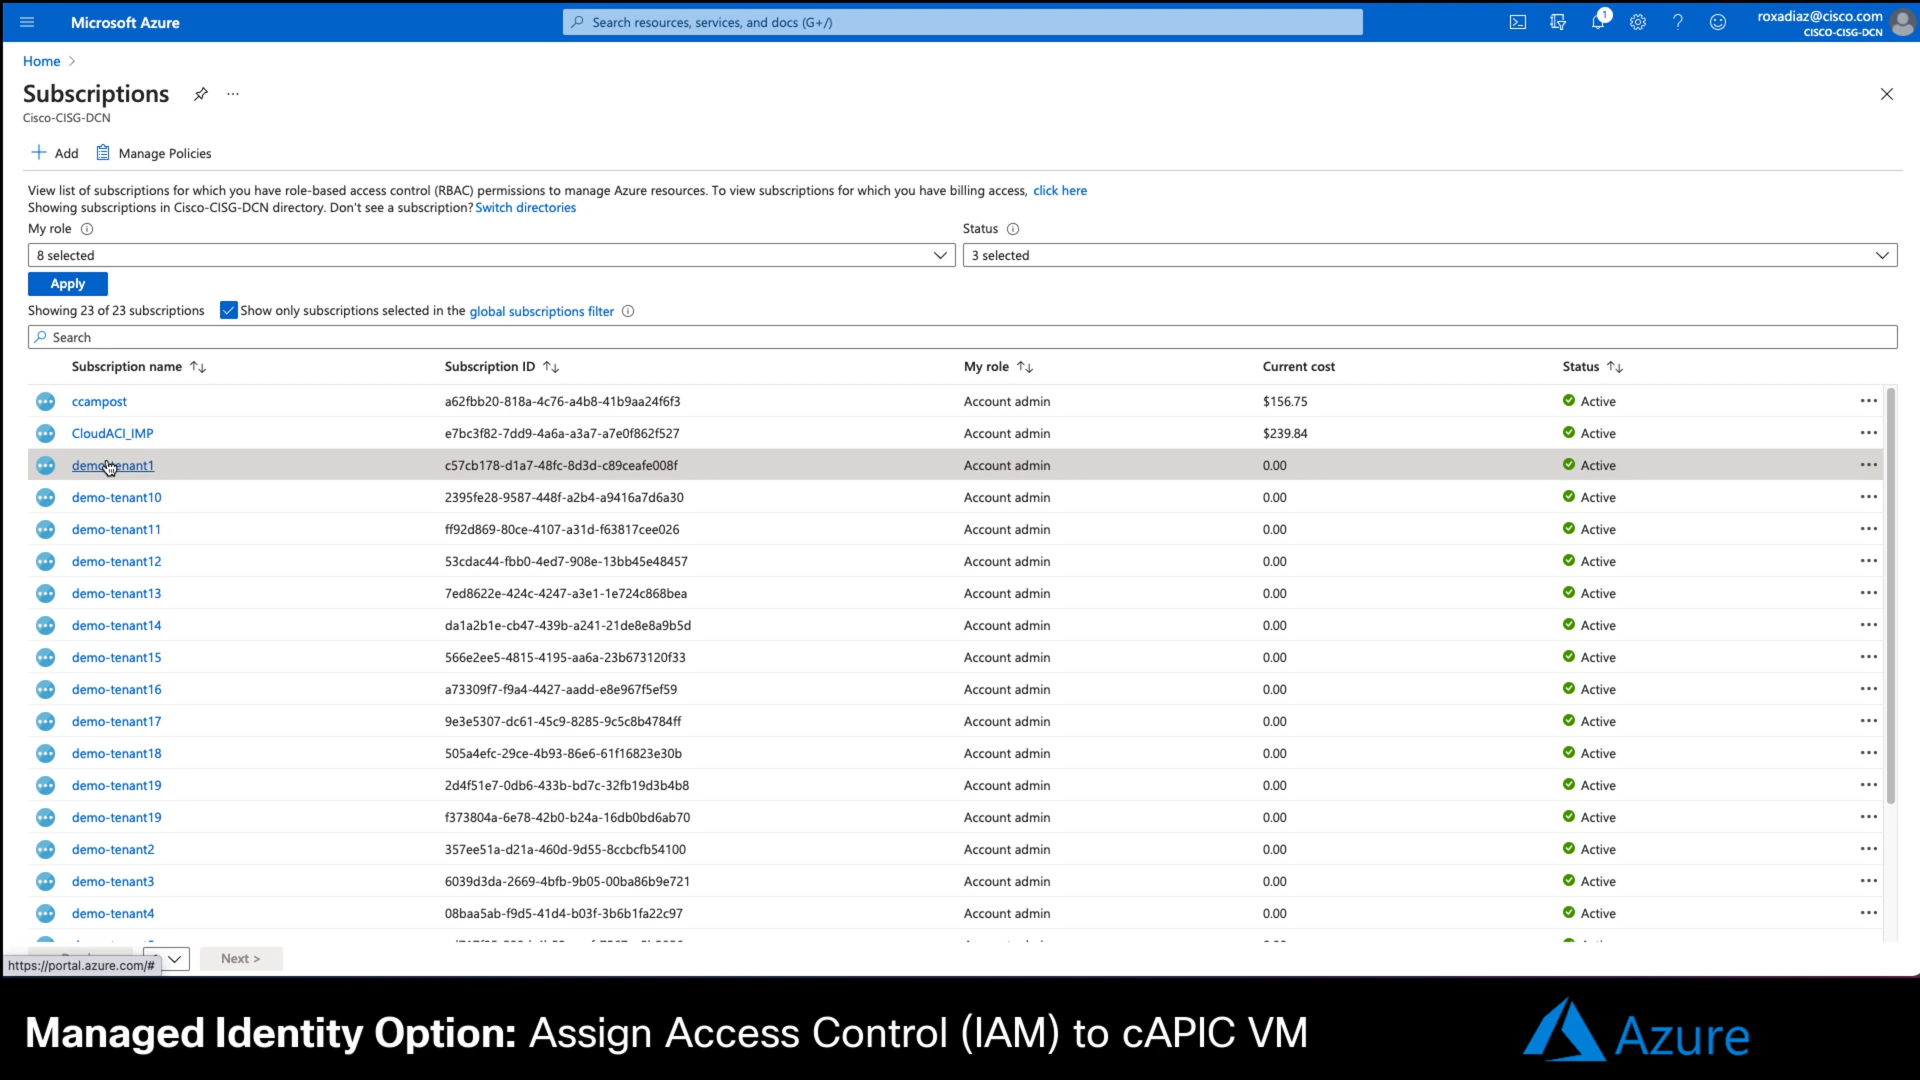 Microsoft Azure
Search resources, services, and docs (G+/)
1
roxadiaz@cisco.com
CISCO-CISG-DCN
Home >
Subscriptions
Cisco-CISG-DCN
+ Add Manage Policies
View list of subscriptions for which you have role-based access control (RBAC) permissions to manage Azure resources. To view subscriptions for which you have billing access, click here
Showing subscriptions in Cisco-CISG-DCN directory. Don't see a subscription? Switch directories
My role Status
8 selected 3 selected
Apply
Showing 23 of 23 subscriptions Show only subscriptions selected in the global subscriptions filter
Search
Subscription name Subscription ID My role Current cost Status
ccampost a62fbb20-818a-4c76-a4b8-41b9aa24f6f3 Account admin $156.75 Active
CloudACI_IMP e7bc3f82-7dd9-4a6a-a3a7-a7e0f862f527 Account admin $239.84 Active
demo-tenant1 c57cb178-d1a7-48fc-8d3d-c89ceafe008f Account admin 0.00 Active
demo-tenant10 2395fe28-9587-448f-a2b4-a9416a7d6a30 Account admin 0.00 Active
demo-tenant11 ff92d869-80ce-4107-a31d-f63817cee026 Account admin 0.00 Active
demo-tenant12 53cdac44-fbb0-4ed7-908e-13bb45e48457 Account admin 0.00 Active
demo-tenant13 7ed8622e-424c-4247-a3e1-1e724c868bea Account admin 0.00 Active
demo-tenant14 da1a2b1e-cb47-439b-a241-21de8e8a9b5d Account admin 0.00 Active
demo-tenant15 566e2ee5-4815-4195-aa6a-23b673120f33 Account admin 0.00 Active
demo-tenant16 a73309f7-f9a4-4427-aadd-e8e967f5ef59 Account admin 0.00 Active
demo-tenant17 9e3e5307-dc61-45c9-8285-9c5c8b4784ff Account admin 0.00 Active
demo-tenant18 505a4efc-29ce-4b93-86e6-61f16823e30b Account admin 0.00 Active
demo-tenant19 2d4f51e7-0db6-433b-bd7c-32fb19d3b4b8 Account admin 0.00 Active
demo-tenant19 f373804a-6e78-42b0-b24a-16db0bd6ab70 Account admin 0.00 Active
demo-tenant2 357ee51a-d21a-460d-9d55-8ccbcfb54100 Account admin 0.00 Active
demo-tenant3 6039d3da-2669-4bfb-9b05-00ba86b9e721 Account admin 0.00 Active
demo-tenant4 08baa5ab-f9d5-41d4-b03f-3b6b1fa22c97 Account admin 0.00 Active
Next >
https://portal.azure.com/#
Managed Identity Option: Assign Access Control (IAM) to cAPIC VM
Azure